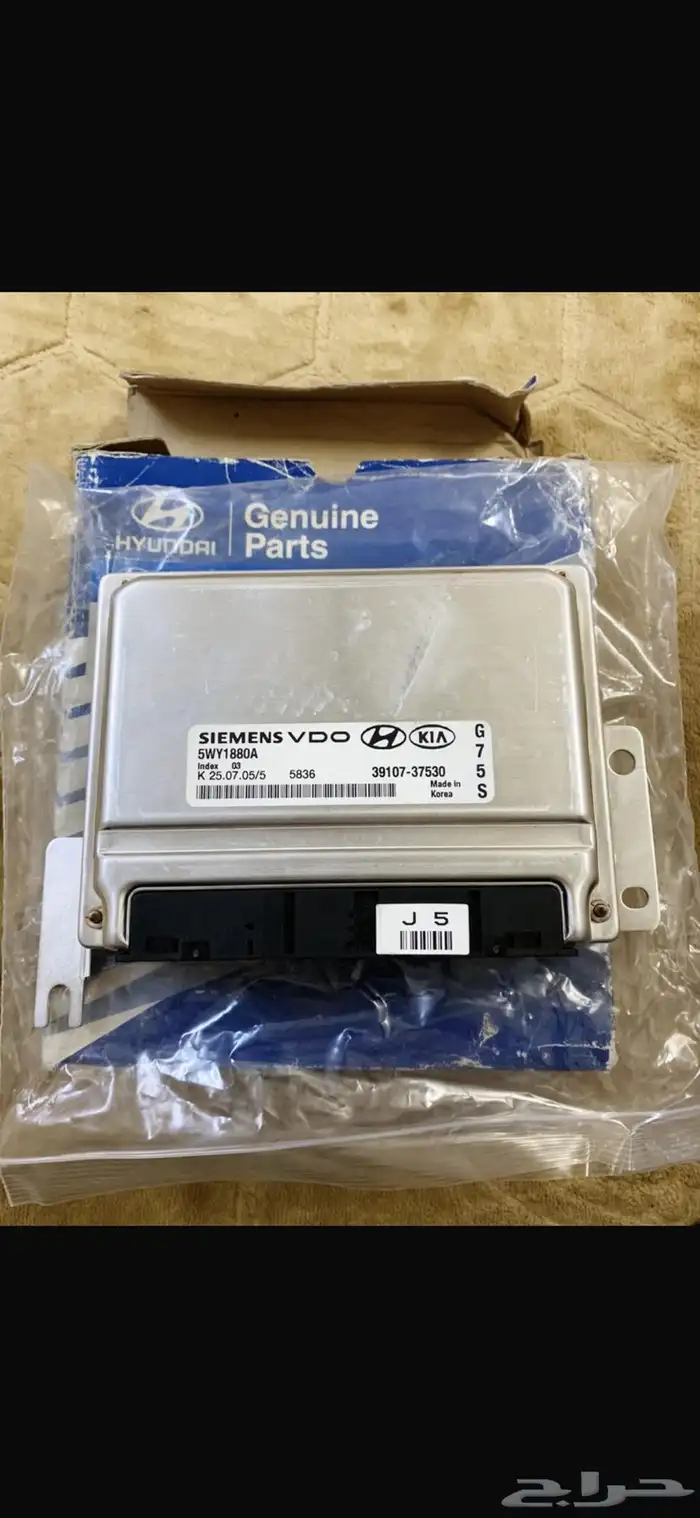 HYUNDAI
Genuine
Parts
SIEMENS VDO KIA
5WY1880A
Index 03
K 25.07.05/5 5836 39107-37530
Made in
Korea
G
7
5
S
J 5
حراج